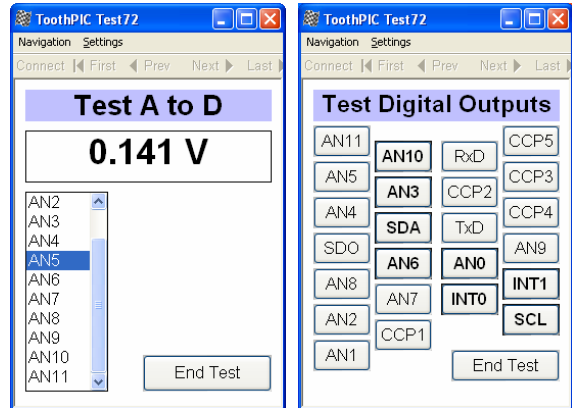 ToothPIC Test72
Navigation Settings
Connect First Prev Next Last
Test A to D
0.141 V
AN2
AN3
AN4
AN5
AN6
AN7
AN8
AN9
AN10
AN11
End Test
ToothPIC Test72
Navigation Settings
Connect First Prev Next Last
Test Digital Outputs
AN11
AN5
AN4
SDO
AN8
AN2
AN1
AN10
AN3
SDA
AN6
AN7
CCP1
RxD
CCP2
TxD
AN0
INT0
CCP5
CCP3
CCP4
AN9
INT1
SCL
End Test